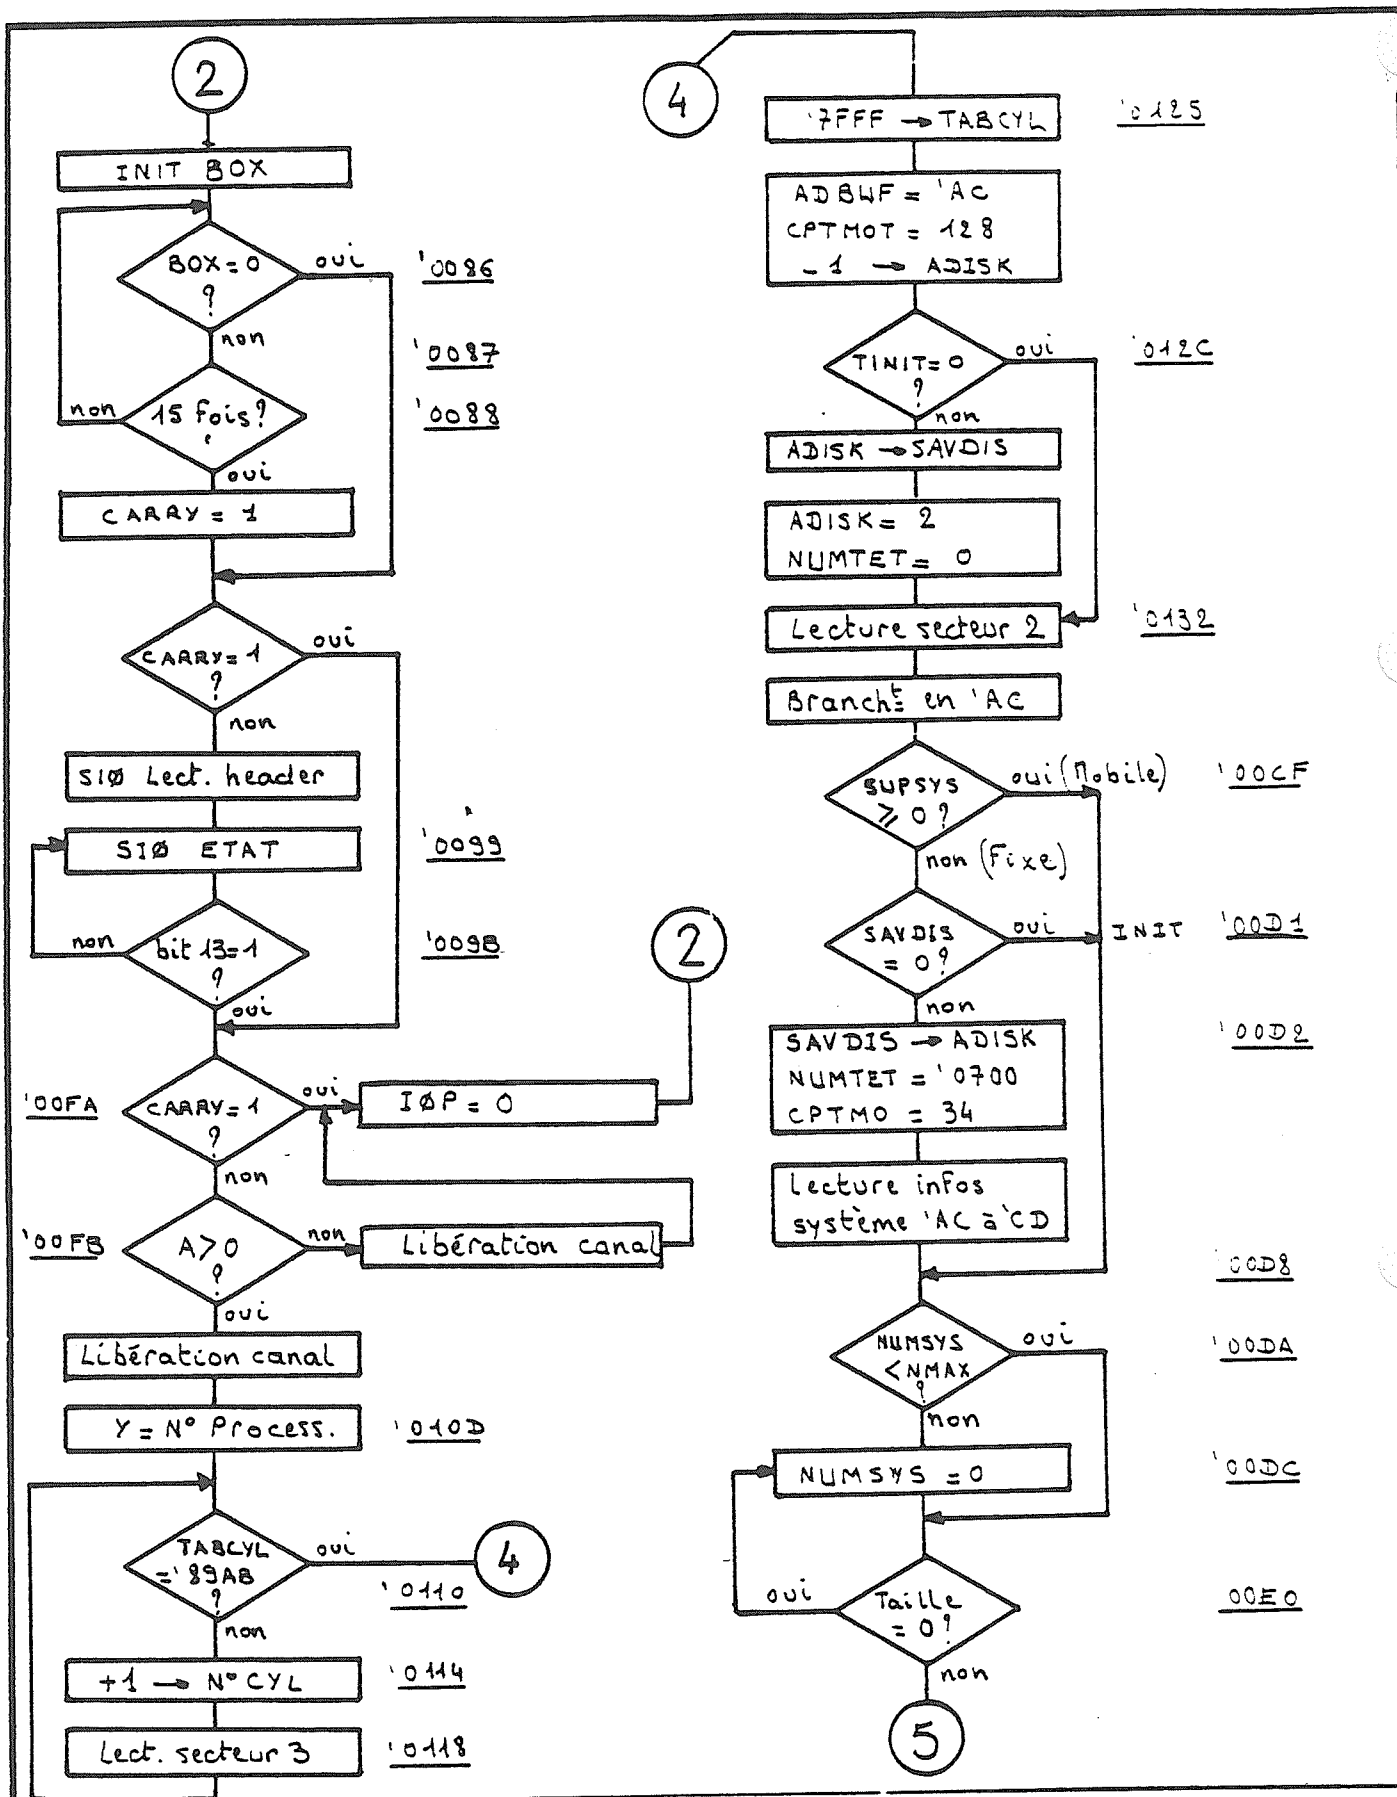 2
INIT BOX
BOX=0
?
oui
'0086
non
'0087
15 fois?
non
'0088
oui
CARRY = 1
CARRY=1
?
oui
non
SIØ Lect. header
SIØ ETAT
'0099
bit 13=1
?
non
'009B
oui
2
'00FA
CARRY=1
?
oui
IØP = 0
non
'00FB
A>0
?
non
Libération canal
oui
Libération canal
Y = N° Process.
'010D
TABCYL
='89AB
?
oui
4
'0110
non
+1 → N° CYL
'0114
Lect. secteur 3
'0118
4
'7FFF → TABCYL
'0125
ADBUF = 'AC
CPTMOT = 128
-1 → ADISK
TINIT=0
?
oui
'012C
non
ADISK → SAVDIS
ADISK = 2
NUMTET = 0
Lecture secteur 2
'0132
Brancht en 'AC
SUPSYS
≥ 0?
oui (Mobile)
'00CF
non (Fixe)
SAVDIS
= 0?
oui
INIT
'00D1
non
SAVDIS → ADISK
NUMTET = '0700
CPTMO = 34
'00D2
Lecture infos
système 'AC à 'CD
'00D8
NUMSYS
<NMAX
?
oui
'00DA
non
NUMSYS = 0
'00DC
Taille
= 0?
oui
00E0
non
5